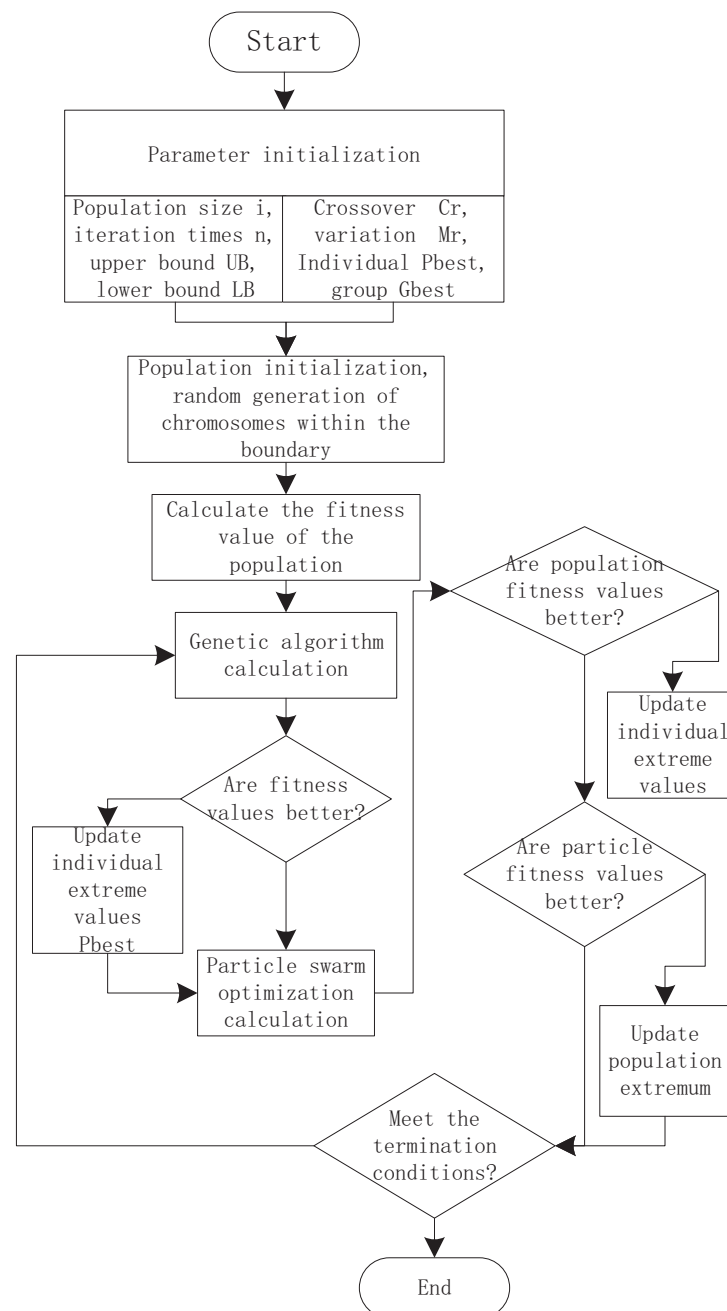 Start
Parameter initialization
Population size i,
iteration times n,
upper bound UB,
lower bound LB
Crossover Cr,
variation Mr,
Individual Pbest,
group Gbest
Population initialization,
random generation of
chromosomes within the
boundary
Calculate the fitness
value of the
population
Genetic algorithm
calculation
Are fitness
values better?
Update
individual
extreme
values
Pbest
Particle swarm
optimization
calculation
Are population
fitness values
better?
Update
individual
extreme
values
Are particle
fitness values
better?
Update
population
extremum
Meet the
termination
conditions?
End